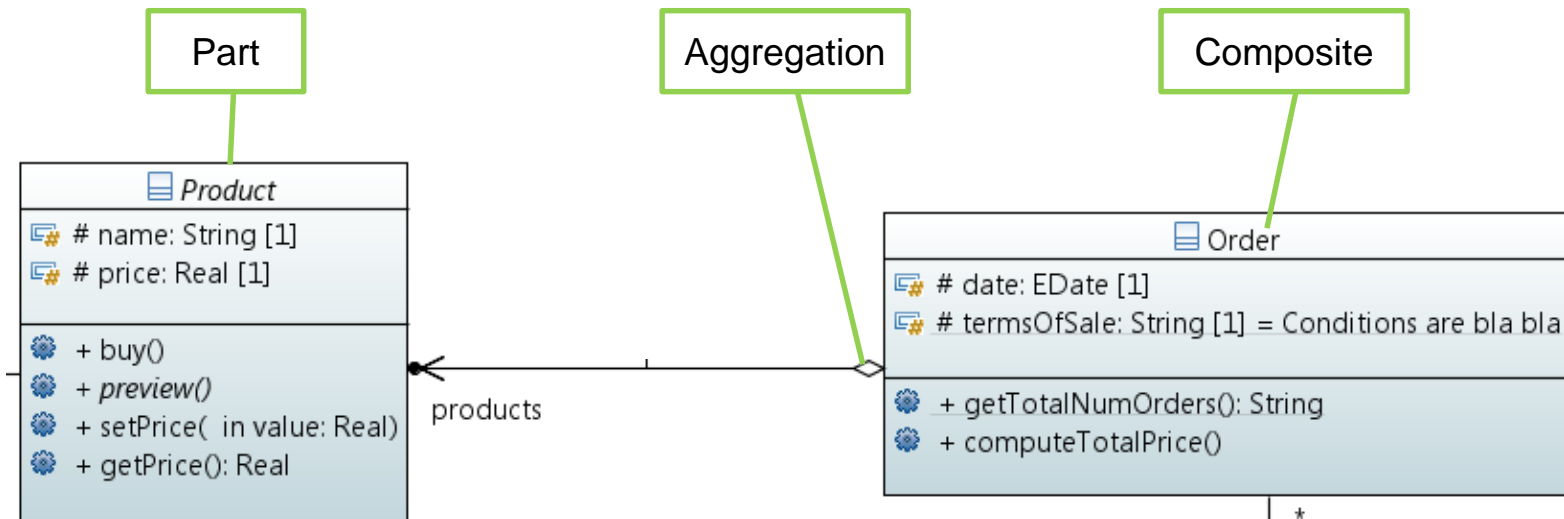 Part
Aggregation
Composite
Product
# name: String [1]
# price: Real [1]
+ buy()
+ preview()
+ setPrice( in value: Real)
+ getPrice(): Real
products
Order
# date: EDate [1]
# termsOfSale: String [1] = Conditions are bla bla
+ getTotalNumOrders(): String
+ computeTotalPrice()
*